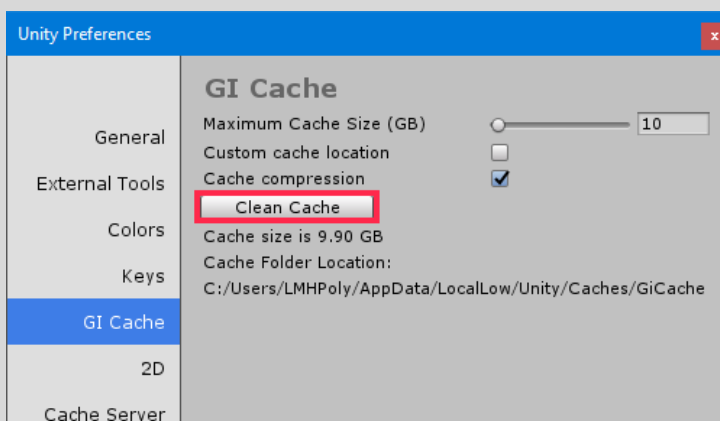 Unity Preferences
x
General
External Tools
Colors
Keys
GI Cache
2D
Cache Server
GI Cache
Maximum Cache Size (GB)
10
Custom cache location
Cache compression
Clean Cache
Cache size is 9.90 GB
Cache Folder Location:
C:/Users/LMHPoly/AppData/LocalLow/Unity/Caches/GiCache